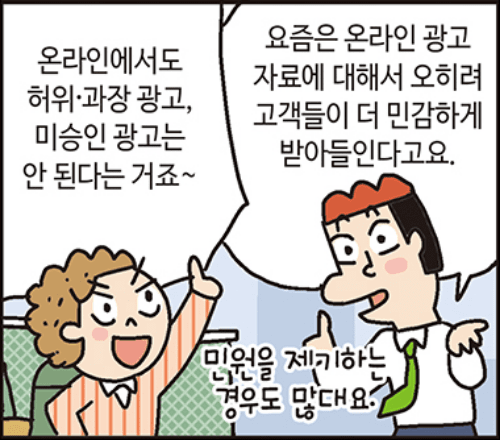 온라인에서도
허위·과장 광고,
미승인 광고는
안 된다는 거죠~
요즘은 온라인 광고
자료에 대해서 오히려
고객들이 더 민감하게
받아들인다고요.
민원을 제기하는
경우도 많대요.